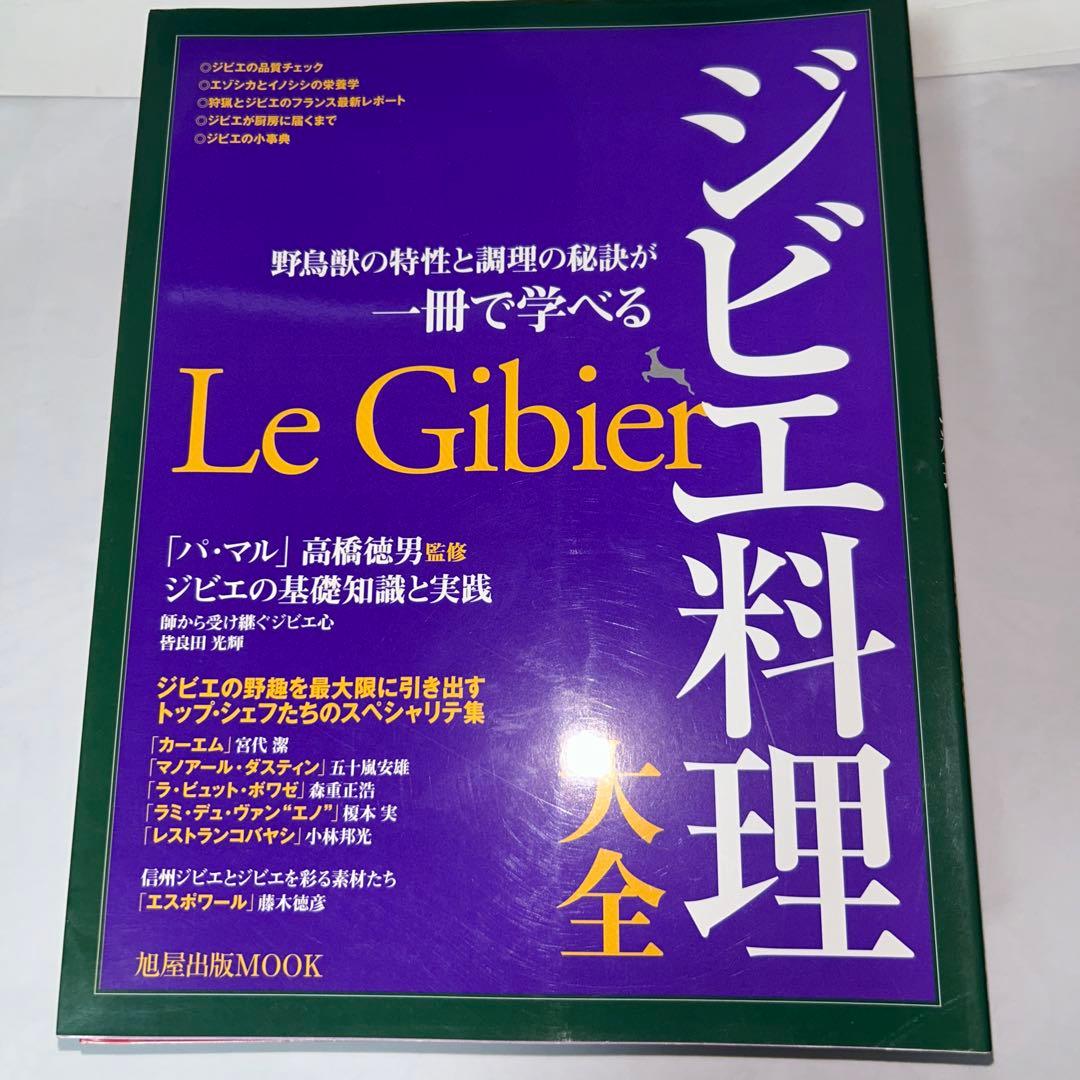 ◎ジビエの品質チェック
◎エゾシカとイノシシの栄養学
◎狩猟とジビエのフランス最新レポート
◎ジビエが厨房に届くまで
◎ジビエの小事典
ジビエ料理
大全
野鳥獣の特性と調理の秘訣が
一冊で学べる
Le Gibier
「パ・マル」高橋徳男監修
ジビエの基礎知識と実践
師から受け継ぐジビエ心
皆良田 光輝
ジビエの野趣を最大限に引き出す
トップ・シェフたちのスペシャリテ集
「カーエム」宮代 潔
「マノアール・ダスティン」五十嵐安雄
「ラ・ビュット・ボワゼ」森重正浩
「ラミ・デュ・ヴァン“エノ”」榎本 実
「レストランコバヤシ」小林邦光
信州ジビエとジビエを彩る素材たち
「エスポワール」藤木徳彦
旭屋出版MOOK